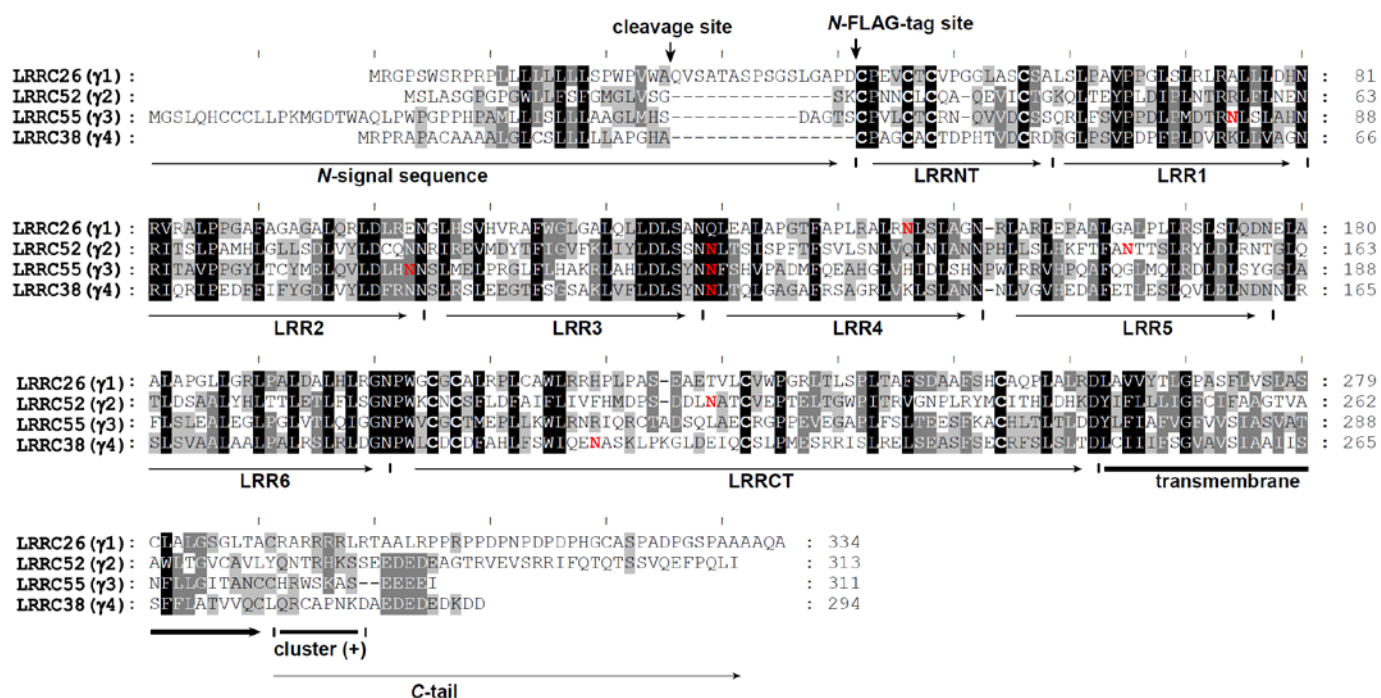 cleavage site
N-FLAG-tag site
LRRC26 (γ1) : MRGPSWSRPRPLLLLLLLLSPWPVWAQVSATASPSGSLGAPDCPEVCTCVPGGLASCSALSLPAVPPGLSLRLRALLLDHN : 81
LRRC52 (γ2) : MSLASGPGPGWLLFSFGMGLVSG--------------SKCPNNCLCQA-QEVICTGKQLTEYPLDIPLNTRRLFLNEN : 63
LRRC55 (γ3) : MGSLQHCCCLLPKMGDTWAQLPWPGPPHPAMLLLSLLLAAGLMHS-----------DAGTSCPVLCTCRN-QVVDCSSQRLFSVPPDLPMDTRNLSLAHN : 88
LRRC38 (γ4) : MRPRAPACAAAALGLCSLLLLLAPGHA----------------CPAGCACTDPHTVDCRDRGLPSVPDPFPLDVRKLLVAGN : 66
N-signal sequence LRRNT LRR1
LRRC26 (γ1) : RVRALPPGAFAGAGALQRLDLRENGLHSVHVRAFWGLGALQLLDLSANQLEALAPGTFAPLRALRNLSLAGN-RLARLEPAALGALPLLRSLSLQDNELA : 180
LRRC52 (γ2) : RITSLPAMHLGLLSDLVYLDCQNNRIREVMDYTFIGVFKLIYLDLSSNNLTSISPFTFSVLSNLVQLNIANNPHLLSLHKFTFANTTSLRYLDLRNTGLQ : 163
LRRC55 (γ3) : RITAVPPGYLTCYMELQVLDLHNNSLMELPRGLFLHAKRLAHLDLSYNNFSHVPADMFQEAHGLVHIDLSHNPWLRRVHPQAFQGLMQLRDLDLSYGGLA : 188
LRRC38 (γ4) : RIQRIPEDFFIFYGDLVYLDFRNNSLRSLEEGTFSGSAKLVFLDLSYNNLTQLGAGAFRSAGRLVKLSLANN-NLVGVHEDAFETLESLQVLELNDNNLR : 165
LRR2 LRR3 LRR4 LRR5
LRRC26 (γ1) : ALAPGLLGRLPALDALHLRGNPWGCGCALRPLCAWLRRHPLPAS-EAETVLCVWPGRLTLSPLTAFSDAAFSHCAQPLALRDLAVVYTLGPASFLVSLAS : 279
LRRC52 (γ2) : TLDSAALYHLTTLETLFLSGNPWKCNCSFLDFAIFLIVFHMDPS-DDLNATCVEPTELTGWPITRVGNPLRYMCITHLDHKDYIFLLLIGFCIFAAGTVA : 262
LRRC55 (γ3) : FLSLEALEGLPGLVTLQIGGNPWVCGCTMEPLLKWLRNRIQRCTADSQLAECRGPPEVEGAPLFSLTEESFKACHLTLTLDDYLFIAFVGFVVSIASVAT : 288
LRRC38 (γ4) : SLSVAALAALPALRSLRLDGNPWLCDCDFAHLFSWIQENASKLPKGLDEIQCSLPMESRRISLRELSEASFSECRFSLSLTDLCIIIFSGVAVSIAAIIS : 265
LRR6 LRRCT transmembrane
LRRC26 (γ1) : CLALGSGLTACRARRRRLRTAALRPPRPPDPNPDPDPHGCASPADPGSPAAAAQA : 334
LRRC52 (γ2) : AWLTGVCAVLYQNTRHKSSEEDEDEAGTRVEVSRRIFQTQTSSVQEFPQLI : 313
LRRC55 (γ3) : NFLLGITANCCHRWSKAS--EEEEI : 311
LRRC38 (γ4) : SFFLATVVQCLQRCAPNKDAEDEDEDKDD : 294
cluster (+)
C-tail